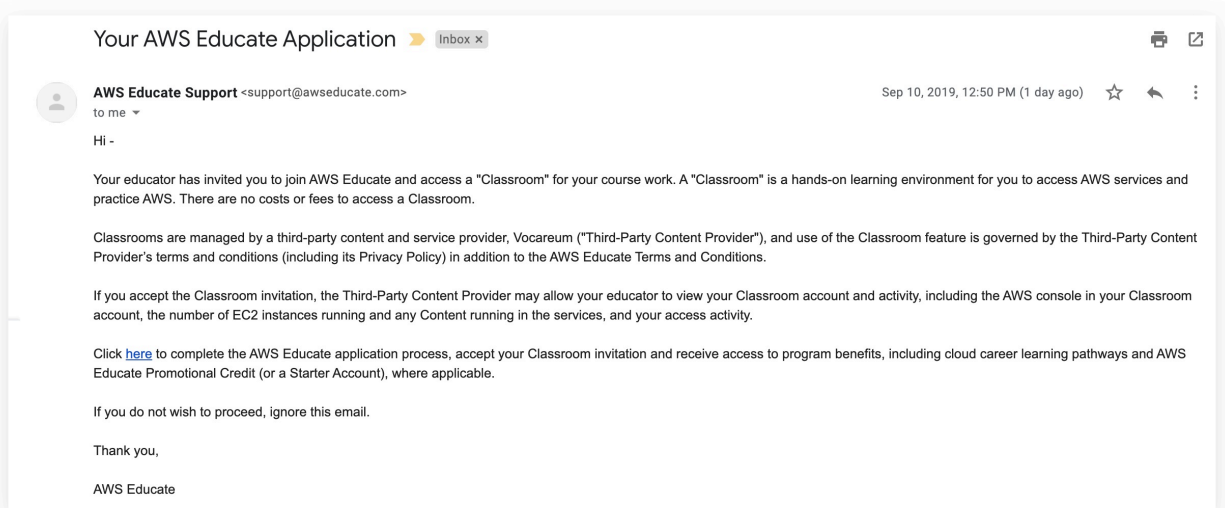 Your AWS Educate Application Inbox ×
AWS Educate Support <support@awseducate.com> Sep 10, 2019, 12:50 PM (1 day ago)
to me
Hi -
Your educator has invited you to join AWS Educate and access a "Classroom" for your course work. A "Classroom" is a hands-on learning environment for you to access AWS services and
practice AWS. There are no costs or fees to access a Classroom.
Classrooms are managed by a third-party content and service provider, Vocareum ("Third-Party Content Provider"), and use of the Classroom feature is governed by the Third-Party Content
Provider's terms and conditions (including its Privacy Policy) in addition to the AWS Educate Terms and Conditions.
If you accept the Classroom invitation, the Third-Party Content Provider may allow your educator to view your Classroom account and activity, including the AWS console in your Classroom
account, the number of EC2 instances running and any Content running in the services, and your access activity.
Click here to complete the AWS Educate application process, accept your Classroom invitation and receive access to program benefits, including cloud career learning pathways and AWS
Educate Promotional Credit (or a Starter Account), where applicable.
If you do not wish to proceed, ignore this email.
Thank you,
AWS Educate